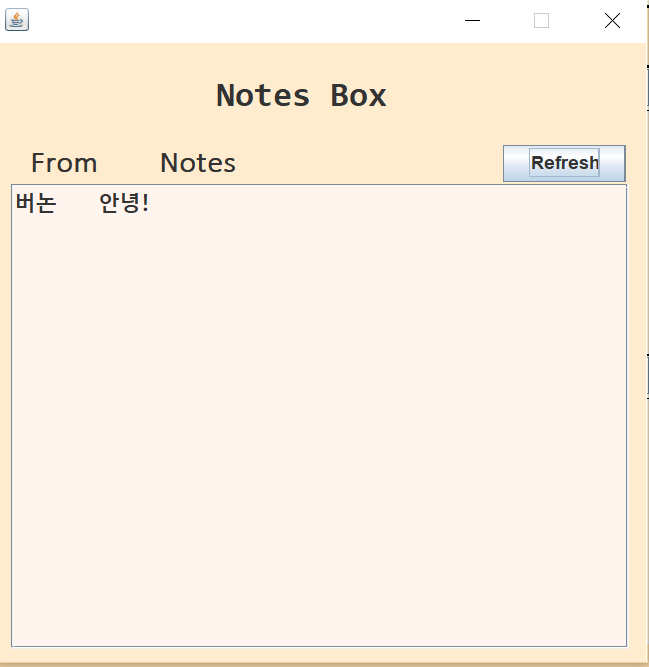 Notes Box
From Notes Refresh
버논 안녕!